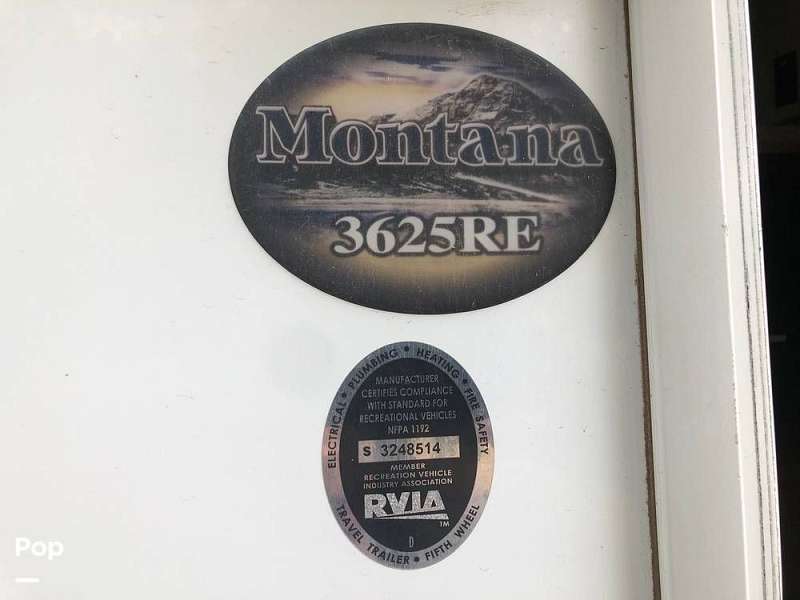 Montana
3625RE
ELECTRICAL • PLUMBING • HEATING • FIRE SAFETY
MANUFACTURER
CERTIFIES COMPLIANCE
WITH STANDARD FOR
RECREATIONAL VEHICLES
NFPA 1192
S 3248514
MEMBER
RECREATION VEHICLE
INDUSTRY ASSOCIATION
RVIA
TM
D
TRAVEL TRAILER • FIFTH WHEEL
Pop